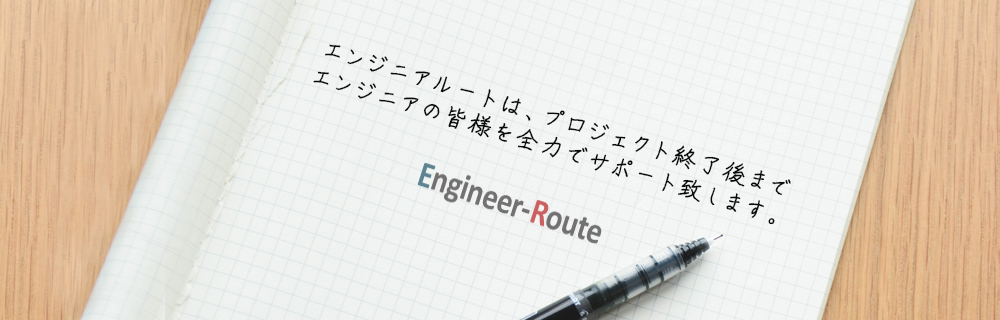 エンジニアルートは、プロジェクト終了後まで
エンジニアの皆様を全力でサポート致します。
Engineer-Route